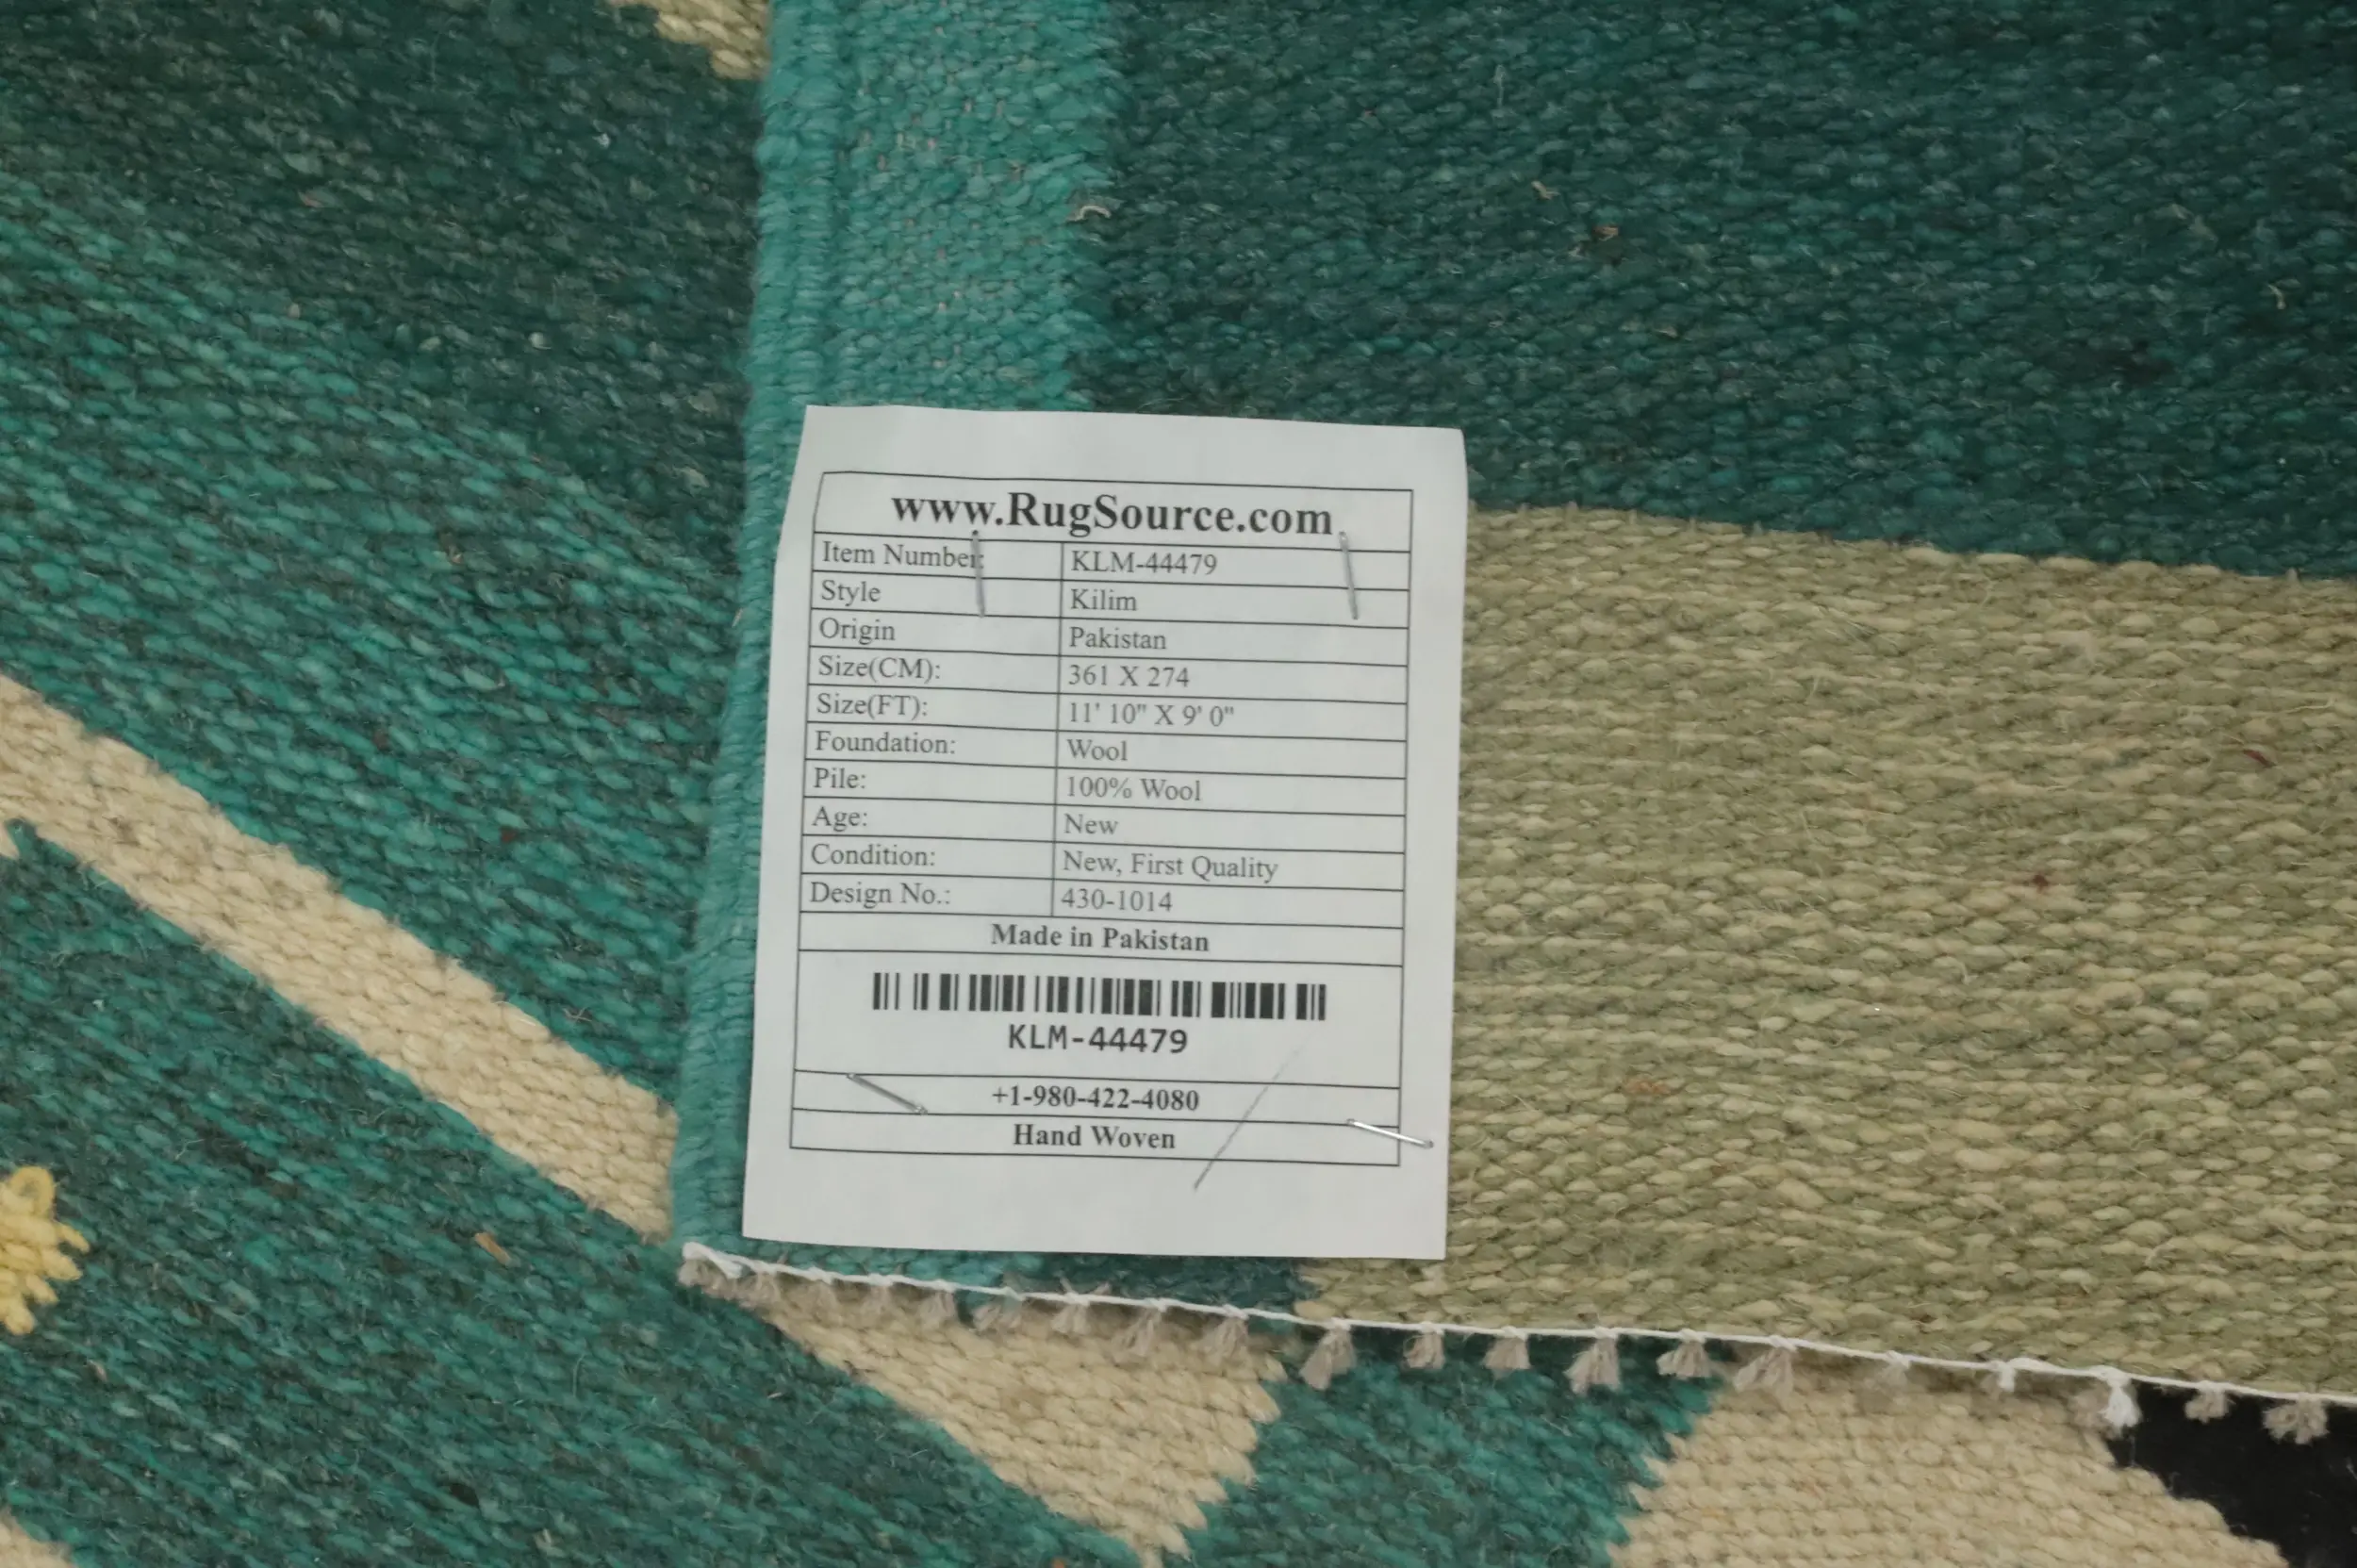 www.RugSource.com
Item Number: KLM-44479
Style Kilim
Origin Pakistan
Size(CM): 361 X 274
Size(FT): 11' 10" X 9' 0"
Foundation: Wool
Pile: 100% Wool
Age: New
Condition: New, First Quality
Design No.: 430-1014
Made in Pakistan
KLM-44479
+1-980-422-4080
Hand Woven